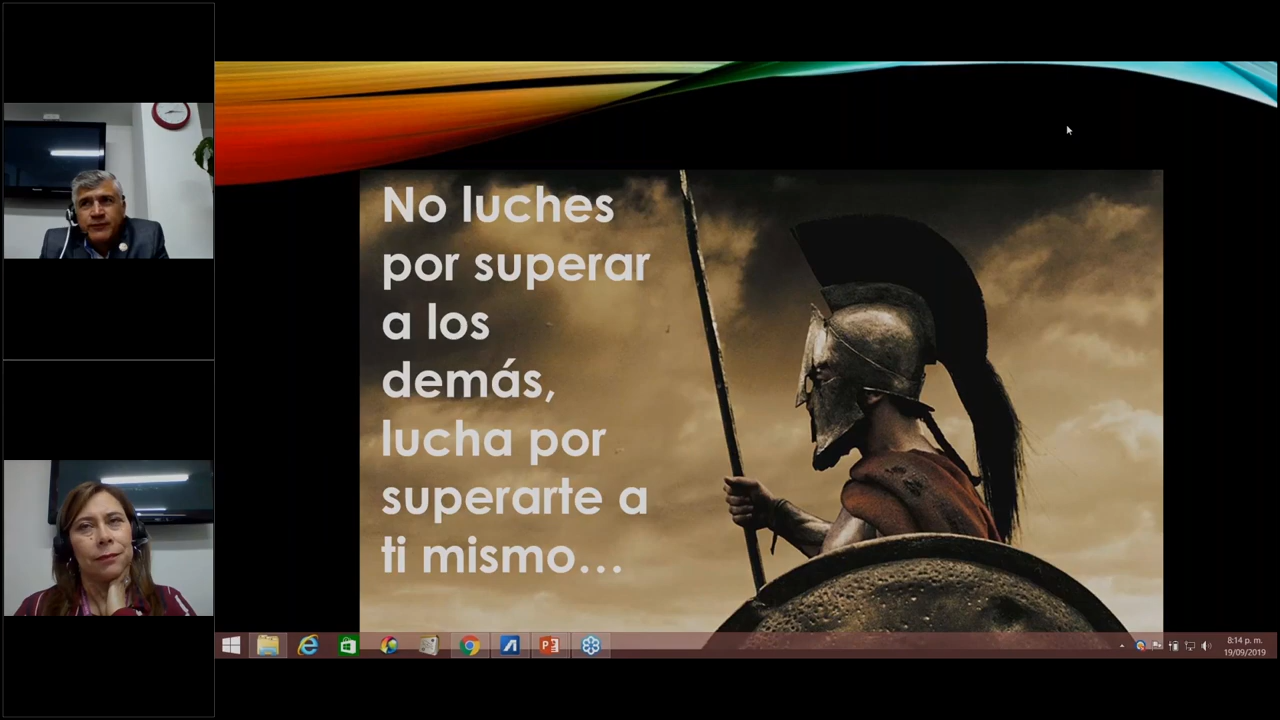 No luches
por superar
a los
demás,
lucha por
superarte a
ti mismo...
8:14 p. m.
19/09/2019